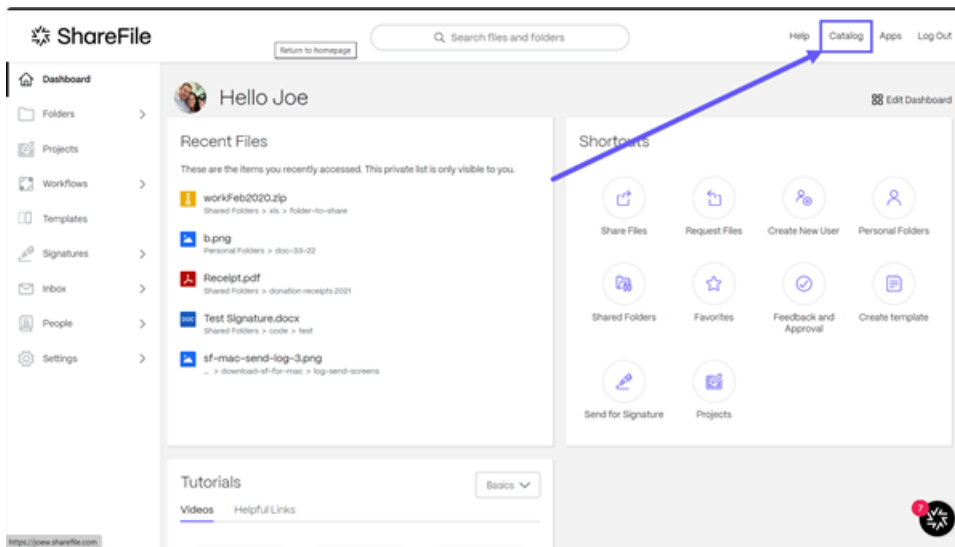 ShareFile
Return to homepage
Search files and folders
Help
Catalog
Apps
Log Out
Dashboard
Folders
Projects
Workflows
Templates
Signatures
Inbox
People
Settings
Hello Joe
Edit Dashboard
Recent Files
These are the items you recently accessed. This private list is only visible to you.
workFeb2020.zip
Shared Folders > xls > folder-to-share
b.png
Personal Folders > doc-33-22
Receipt.pdf
Shared Folders > donation receipts 2021
DOC
Test Signature.docx
Shared Folders > code > test
sf-mac-send-log-3.png
... > download-sf-for-mac > log-send-screens
Shortcuts
Share Files
Request Files
Create New User
Personal Folders
Shared Folders
Favorites
Feedback and
Approval
Create template
Send for Signature
Projects
Tutorials
Basics
Videos
Helpful Links
7
https://joew.sharefile.com